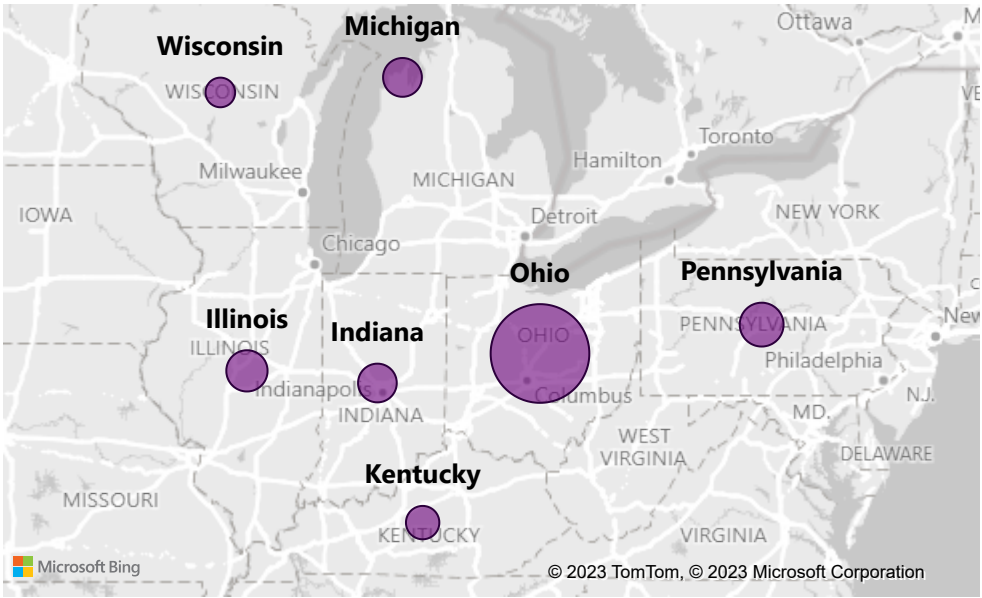 Ottawa
M
Michigan
Wisconsin
WISCONSIN
VE
Toronto
Hamilton
Milwaukee
MICHIGAN
IOWA
Detroit
NEW YORK
Chicago
Ohio
Pennsylvania
Illinois
Indiana
OHIO
PENNSYLVANIA
New
ILLINOIS
Philadelphia
Indianapolis
Columbus
NJ.
INDIANA
MD.
WEST
VIRGINIA
DELAWARE
Kentucky
MISSOURI
KENTUCKY
VIRGINIA
Microsoft Bing
© 2023 TomTom, © 2023 Microsoft Corporation